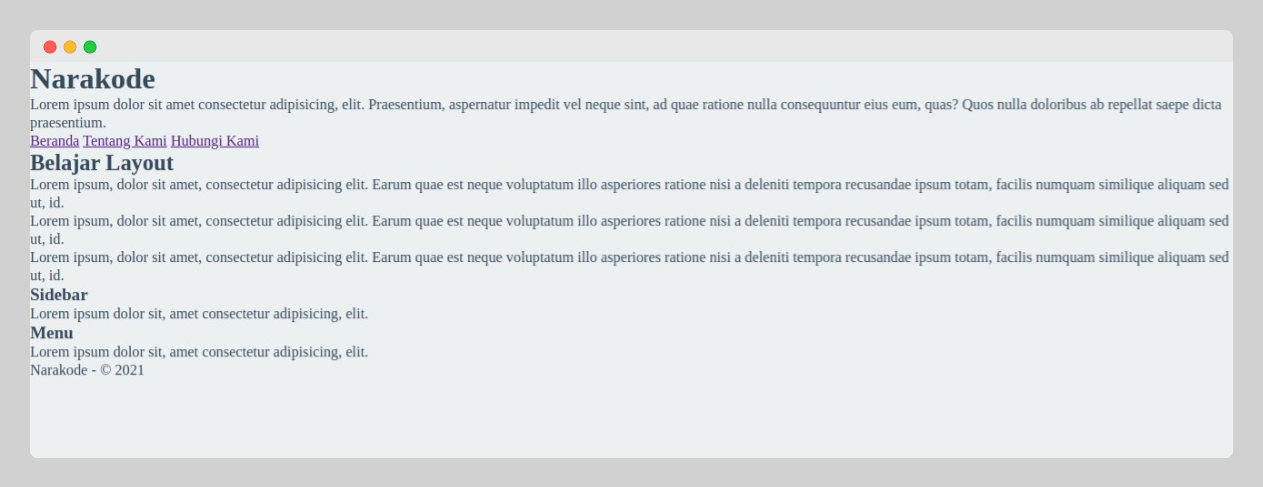 Narakode
Lorem ipsum dolor sit amet consectetur adipisicing, elit. Praesentium, aspernatur impedit vel neque sint, ad quae ratione nulla consequuntur eius eum, quas? Quos nulla doloribus ab repellat saepe dicta
praesentium.
Beranda Tentang Kami Hubungi Kami
Belajar Layout
Lorem ipsum, dolor sit amet, consectetur adipisicing elit. Earum quae est neque voluptatum illo asperiores ratione nisi a deleniti tempora recusandae ipsum totam, facilis numquam similique aliquam sed
ut, id.
Lorem ipsum, dolor sit amet, consectetur adipisicing elit. Earum quae est neque voluptatum illo asperiores ratione nisi a deleniti tempora recusandae ipsum totam, facilis numquam similique aliquam sed
ut, id.
Lorem ipsum, dolor sit amet, consectetur adipisicing elit. Earum quae est neque voluptatum illo asperiores ratione nisi a deleniti tempora recusandae ipsum totam, facilis numquam similique aliquam sed
ut, id.
Sidebar
Lorem ipsum dolor sit, amet consectetur adipisicing, elit.
Menu
Lorem ipsum dolor sit, amet consectetur adipisicing, elit.
Narakode - © 2021